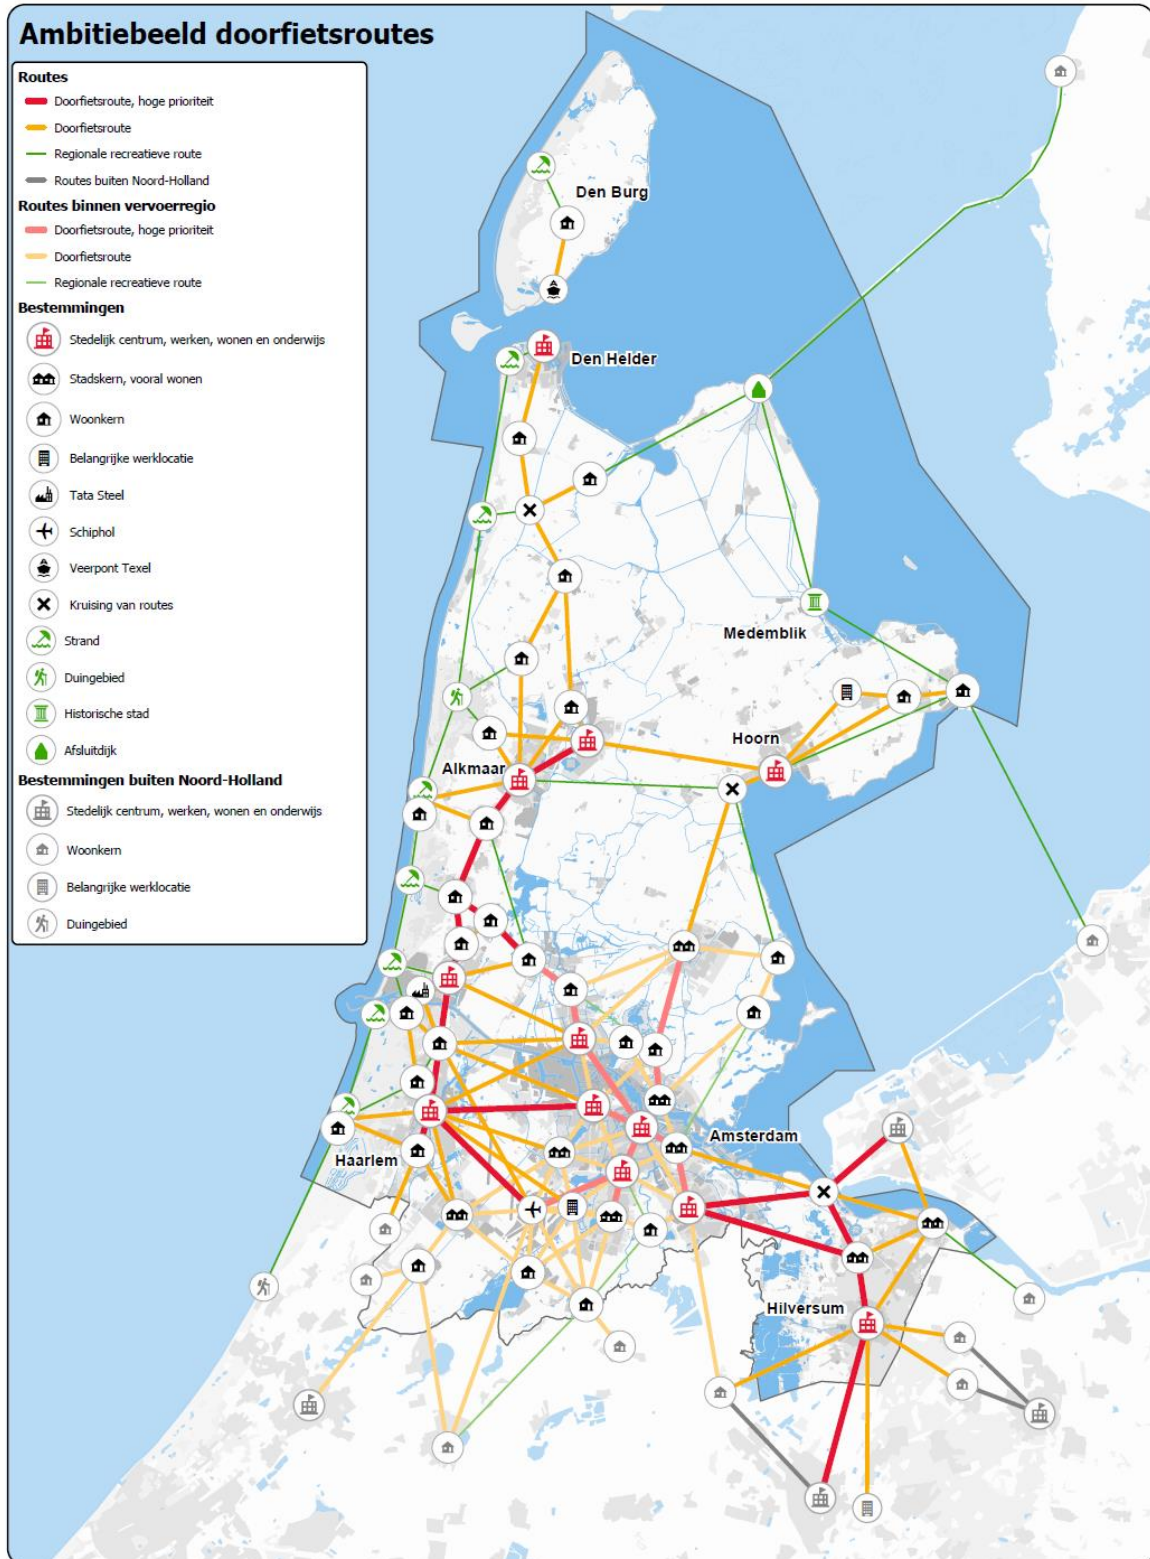 Ambitiebeeld doorfietsroutes
Routes
Doorfietsroute, hoge prioriteit
Doorfietsroute
Regionale recreatieve route
Routes buiten Noord-Holland
Routes binnen vervoerregio
Doorfietsroute, hoge prioriteit
Doorfietsroute
Regionale recreatieve route
Bestemmingen
Stedelijk centrum, werken, wonen en onderwijs
Stadskern, vooral wonen
Woonkern
Belangrijke werklocatie
Tata Steel
Schiphol
Veerpont Texel
Kruising van routes
Strand
Duingebied
Historische stad
Afsluitdijk
Bestemmingen buiten Noord-Holland
Stedelijk centrum, werken, wonen en onderwijs
Woonkern
Belangrijke werklocatie
Duingebied
Den Burg
Den Helder
Medemblik
Hoorn
Alkmaar
Amsterdam
Haarlem
Hilversum